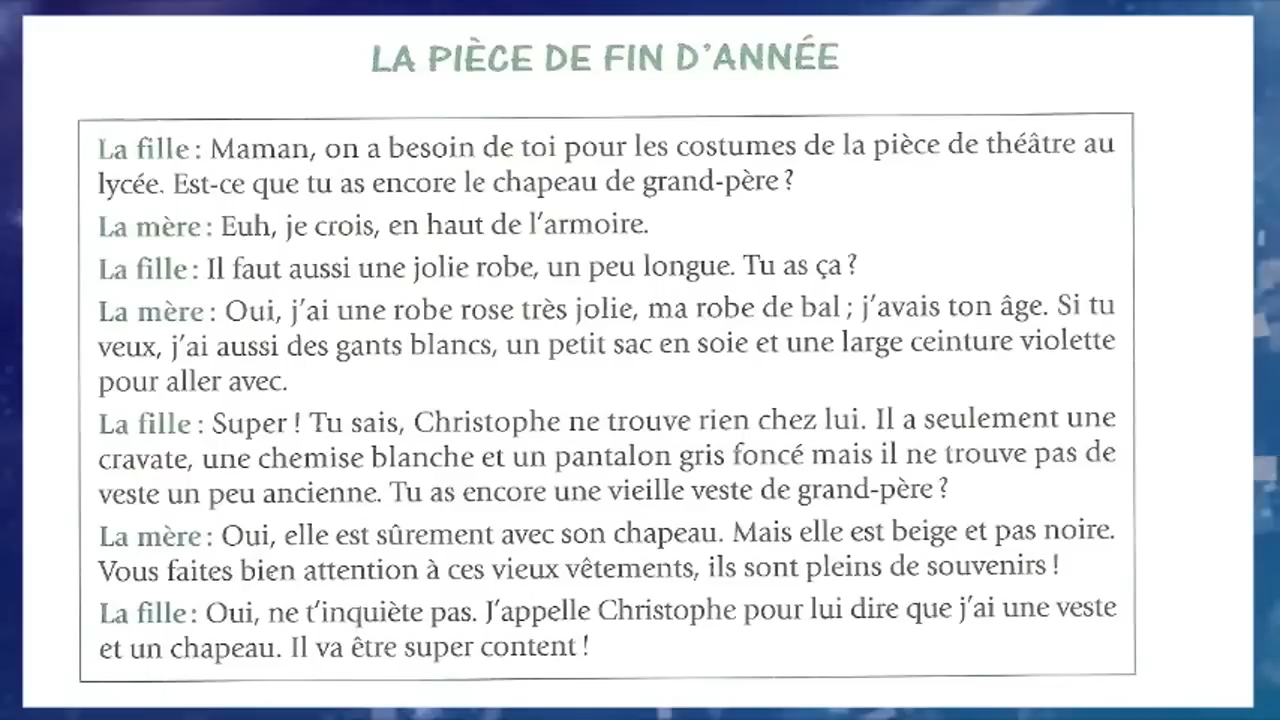 LA PIÈCE DE FIN D'ANNÉE
La fille : Maman, on a besoin de toi pour les costumes de la pièce de théâtre au
lycée. Est-ce que tu as encore le chapeau de grand-père ?
La mère : Euh, je crois, en haut de l'armoire.
La fille : Il faut aussi une jolie robe, un peu longue. Tu as ça ?
La mère : Oui, j'ai une robe rose très jolie, ma robe de bal ; j'avais ton âge. Si tu
veux, j'ai aussi des gants blancs, un petit sac en soie et une large ceinture violette
pour aller avec.
La fille : Super ! Tu sais, Christophe ne trouve rien chez lui. Il a seulement une
cravate, une chemise blanche et un pantalon gris foncé mais il ne trouve pas de
veste un peu ancienne. Tu as encore une vieille veste de grand-père ?
La mère : Oui, elle est sûrement avec son chapeau. Mais elle est beige et pas noire.
Vous faites bien attention à ces vieux vêtements, ils sont pleins de souvenirs !
La fille : Oui, ne t'inquiète pas. J'appelle Christophe pour lui dire que j'ai une veste
et un chapeau. Il va être super content !